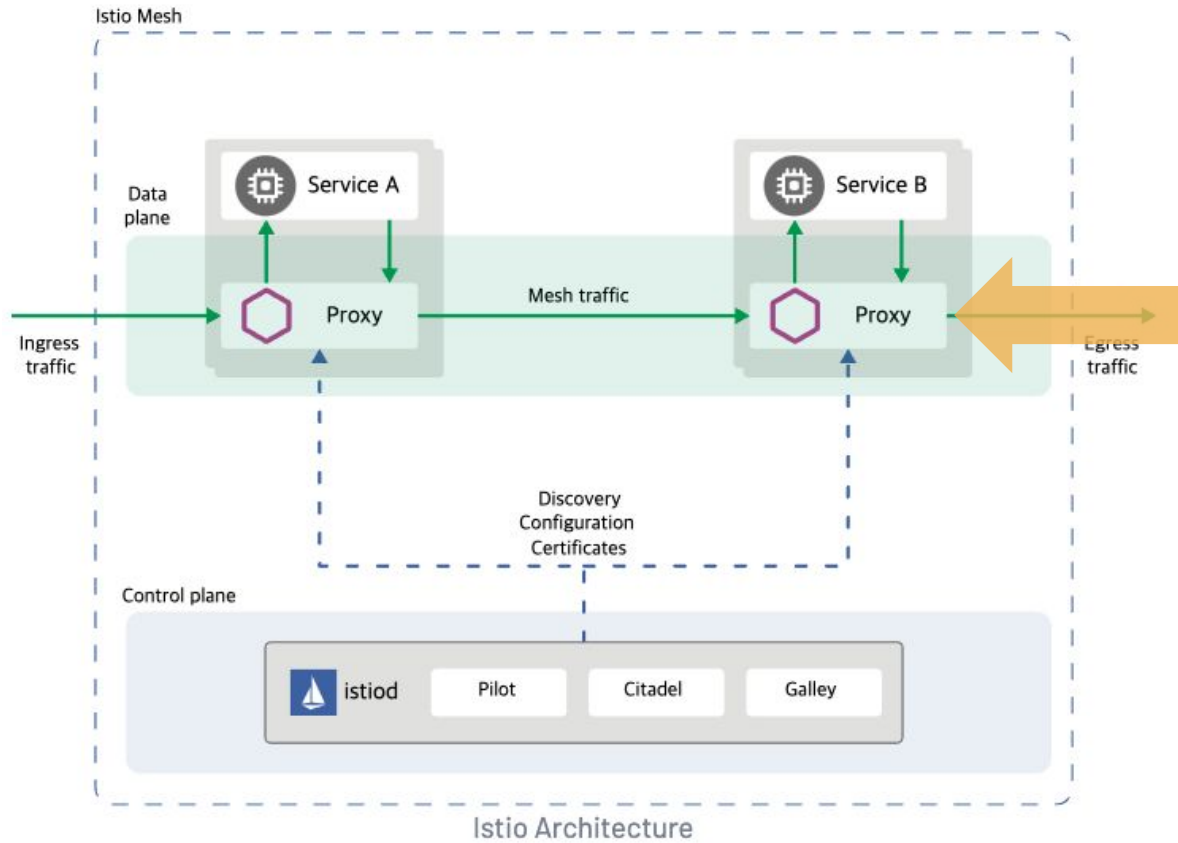 Istio Mesh
Service A
Service B
Data
plane
Mesh traffic
Proxy
Proxy
Ingress
traffic
Egress
traffic
Discovery
Configuration
Certificates
Control plane
istiod
Pilot
Citadel
Galley
Istio Architecture